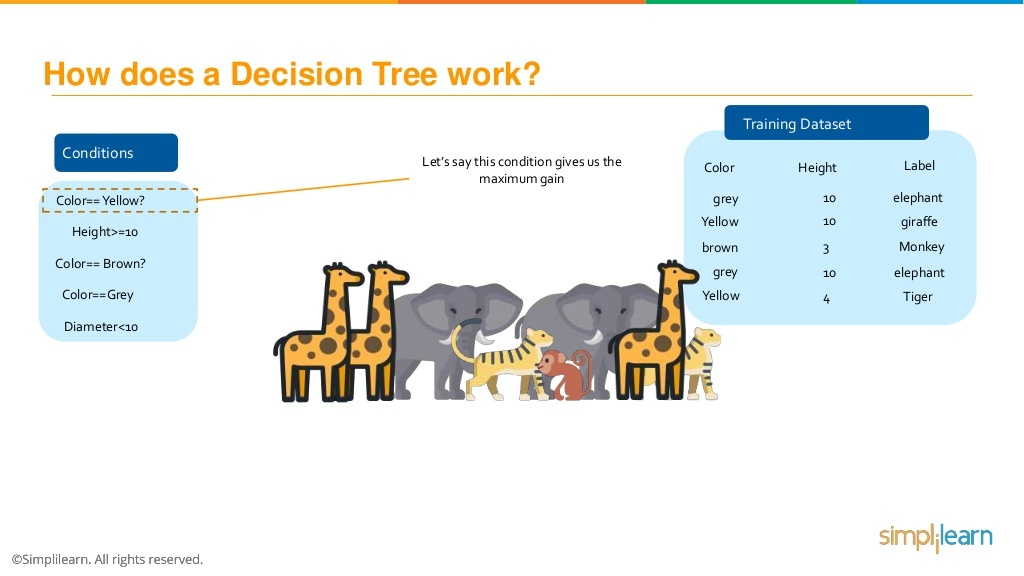 How does a Decision Tree work?
Conditions
Color== Yellow?
Height>=10
Color== Brown?
Color==Grey
Diameter<10
Let's say this condition gives us the
maximum gain
Training Dataset
Color Height Label
grey 10 elephant
Yellow 10 giraffe
brown 3 Monkey
grey 10 elephant
Yellow 4 Tiger
©Simplilearn. All rights reserved.
simplilearn